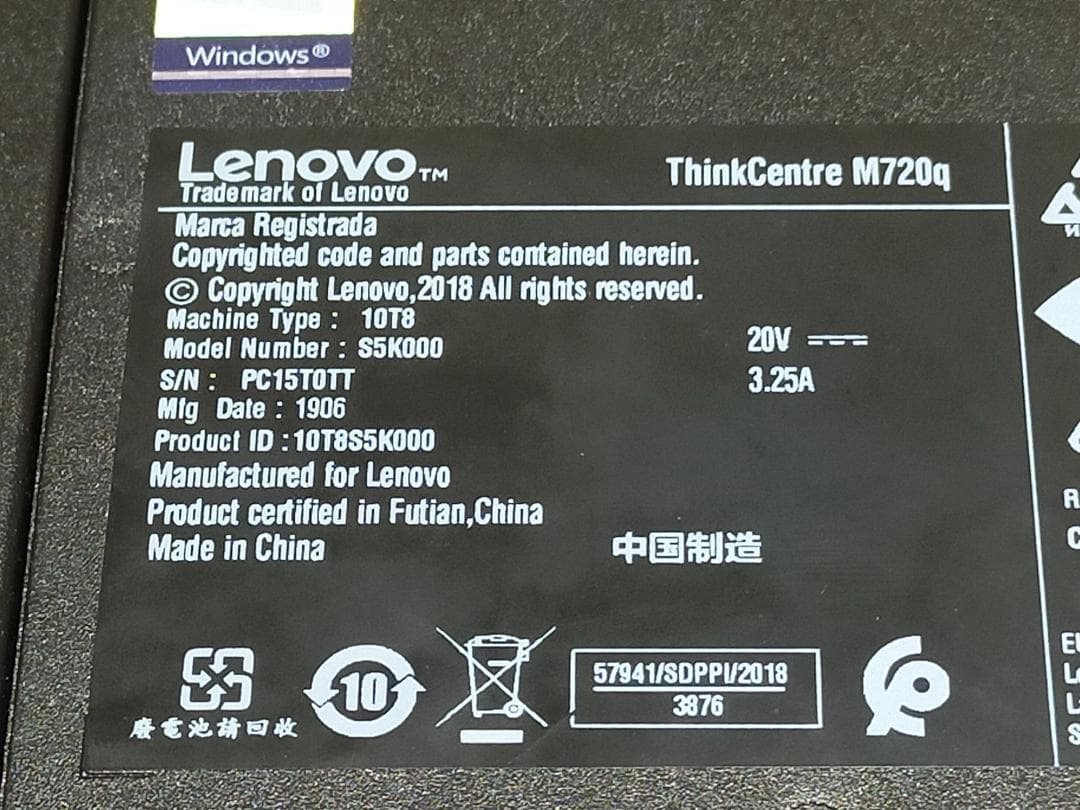 Windows®
Lenovo™
ThinkCentre M720q
Trademark of Lenovo
Marca Registrada
Copyrighted code and parts contained herein.
© Copyright Lenovo,2018 All rights reserved.
Machine Type : 10T8
Model Number : S5K000
20V
S/N : PC15T0TT
3.25A
Mfg Date : 1906
Product ID :10T8S5K000
Manufactured for Lenovo
Product certified in Futian,China
Made in China
中国制造
10
57941/SDPPI/2018
3876
廢電池請回收